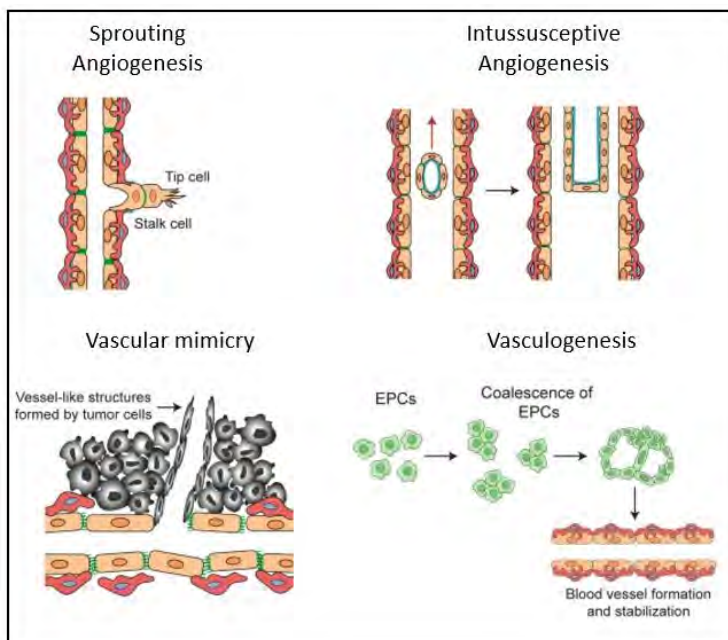 Sprouting
Angiogenesis
Tip cell
Stalk cell
Intussusceptive
Angiogenesis
Vascular mimicry
Vessel-like structures
formed by tumor cells
Vasculogenesis
EPCs
Coalescence of
EPCs
Blood vessel formation
and stabilization